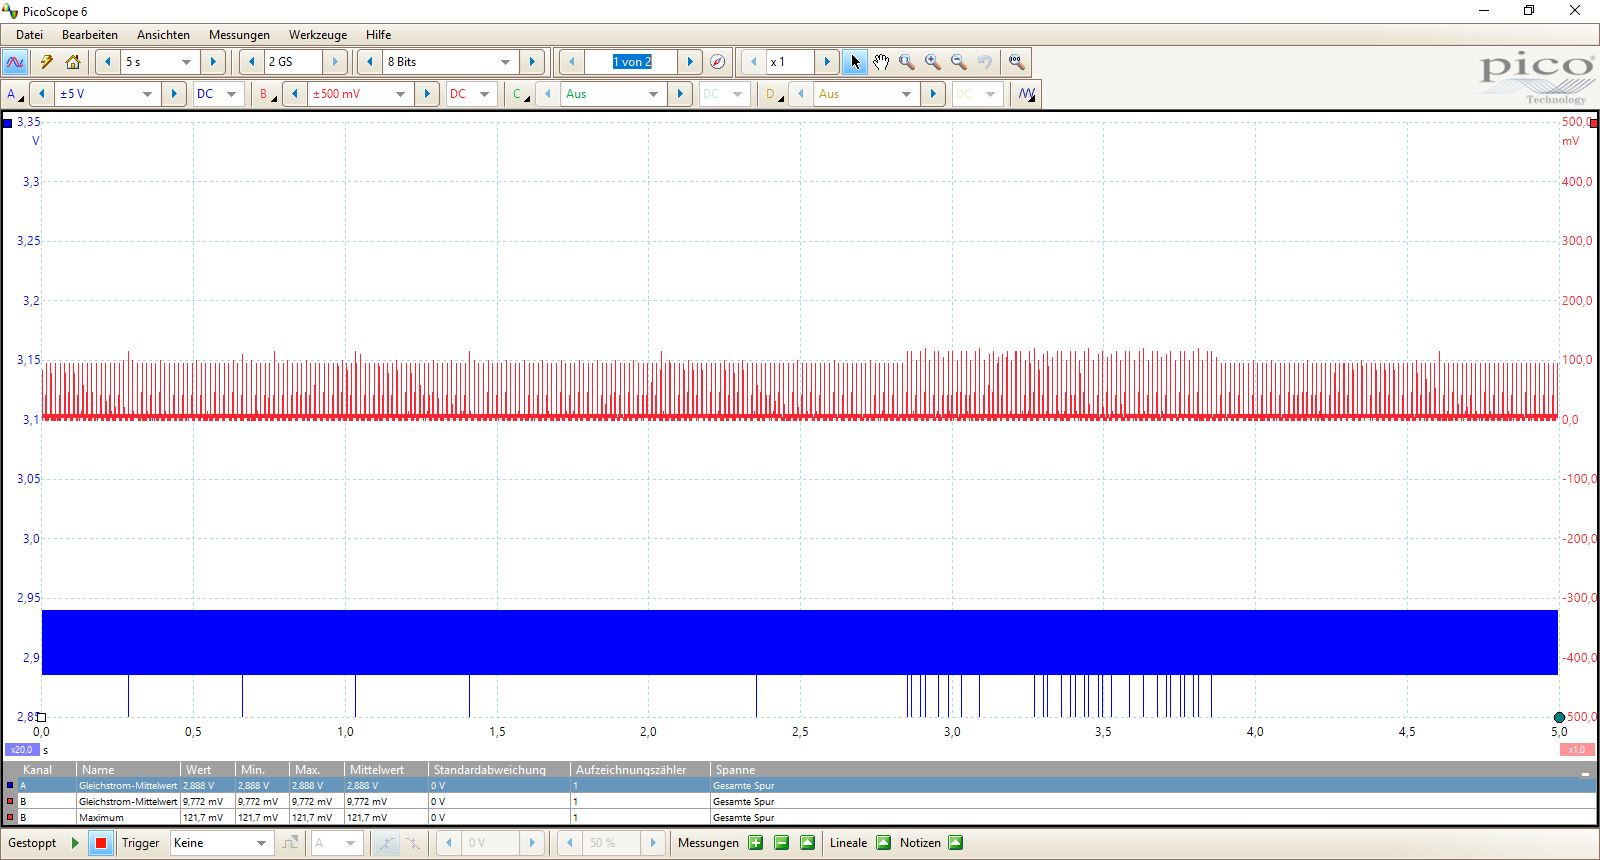 PicoScope 6
Datei Bearbeiten Ansichten Messungen Werkzeuge Hilfe
5 s 2 GS 8 Bits 1 von 2 x 1
pico
Technology
A ±5 V DC B ±500 mV DC C Aus DC D Aus DC
3,35 500,0
V mV
3,3 400,0
3,25 300,0
3,2 200,0
3,15 100,0
3,1 0,0
3,05 -100,0
3,0 -200,0
2,95 -300,0
2,9 -400,0
2,85 -500,0
0,0 0,5 1,0 1,5 2,0 2,5 3,0 3,5 4,0 4,5 5,0
x20,0 s x1,0
Kanal Name Wert Min. Max. Mittelwert Standardabweichung Aufzeichnungszähler Spanne
A Gleichstrom-Mittelwert 2,888 V 2,888 V 2,888 V 2,888 V 0 V 1 Gesamte Spur
B Gleichstrom-Mittelwert 9,772 mV 9,772 mV 9,772 mV 9,772 mV 0 V 1 Gesamte Spur
B Maximum 121,7 mV 121,7 mV 121,7 mV 121,7 mV 0 V 1 Gesamte Spur
Gestoppt Trigger Keine A 0 V 50 % Messungen Lineale Notizen